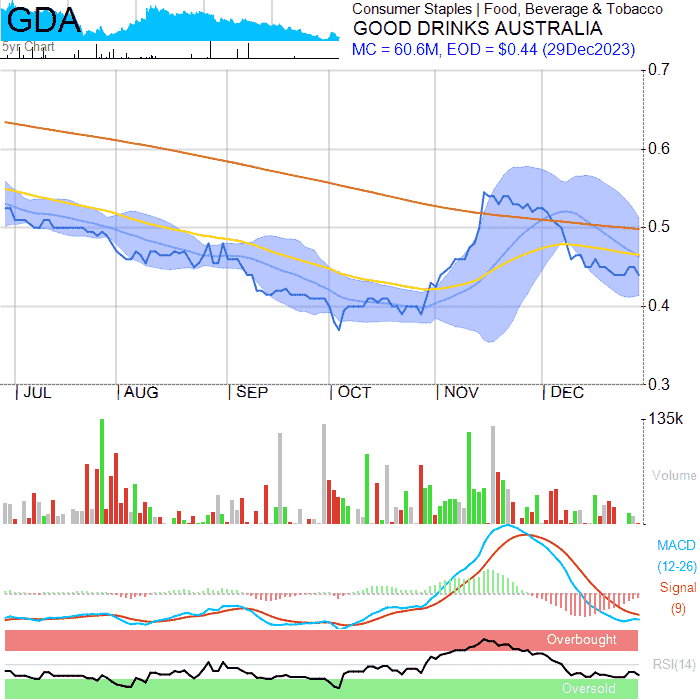 GDA
5yr Chart
Consumer Staples | Food, Beverage & Tobacco
GOOD DRINKS AUSTRALIA
MC = 60.6M, EOD = $0.44 (29Dec2023)
0.7
0.6
0.5
0.4
0.3
JUL AUG SEP OCT NOV DEC
135k
Volume
MACD
(12-26)
Signal
(9)
Overbought
RSI(14)
Oversold